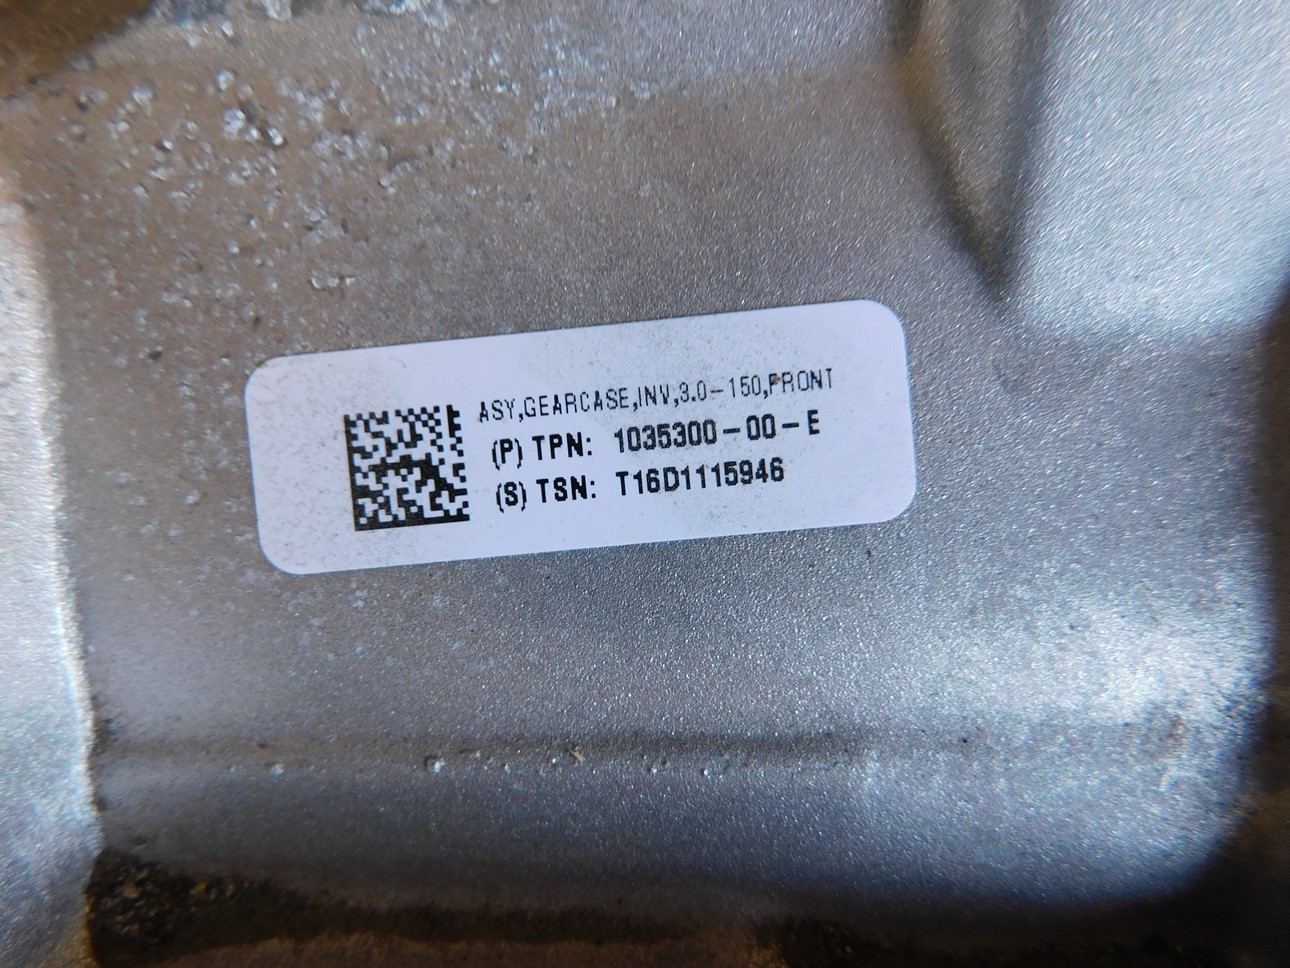 ASY,GEARCASE,INV,3.0-150,FRONT
(P) TPN: 1035300-00-E
(S) TSN: T16D1115946